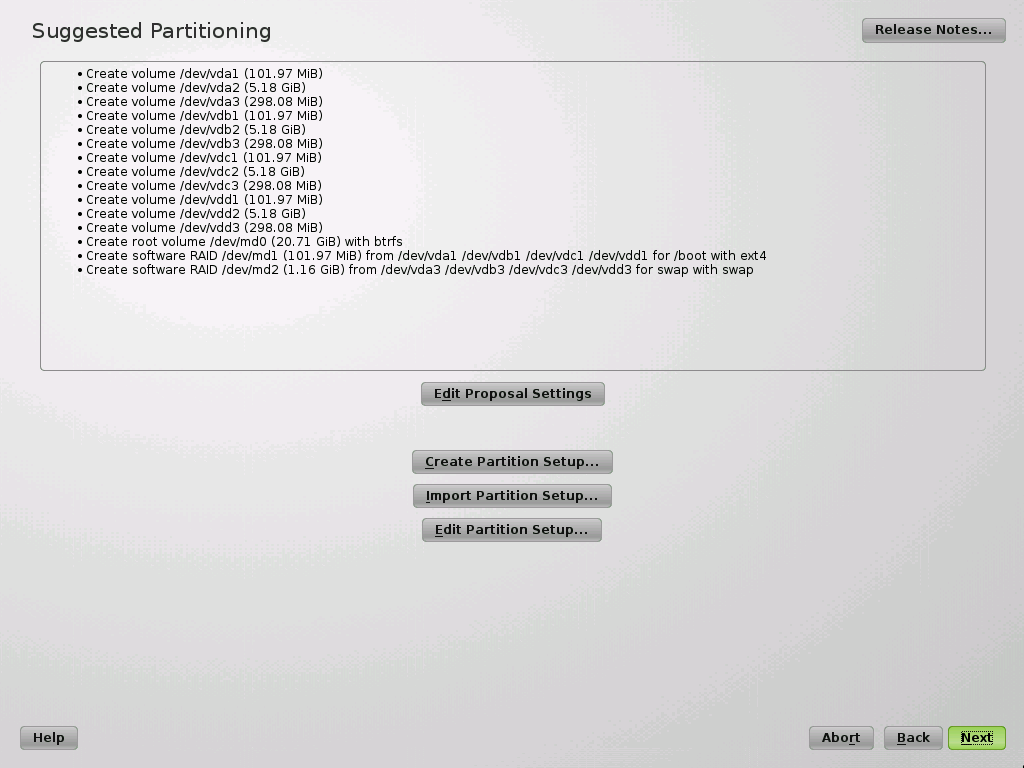 Suggested Partitioning
Release Notes...
• Create volume /dev/vda1 (101.97 MiB)
• Create volume /dev/vda2 (5.18 GiB)
• Create volume /dev/vda3 (298.08 MiB)
• Create volume /dev/vdb1 (101.97 MiB)
• Create volume /dev/vdb2 (5.18 GiB)
• Create volume /dev/vdb3 (298.08 MiB)
• Create volume /dev/vdc1 (101.97 MiB)
• Create volume /dev/vdc2 (5.18 GiB)
• Create volume /dev/vdc3 (298.08 MiB)
• Create volume /dev/vdd1 (101.97 MiB)
• Create volume /dev/vdd2 (5.18 GiB)
• Create volume /dev/vdd3 (298.08 MiB)
• Create root volume /dev/md0 (20.71 GiB) with btrfs
• Create software RAID /dev/md1 (101.97 MiB) from /dev/vda1 /dev/vdb1 /dev/vdc1 /dev/vdd1 for /boot with ext4
• Create software RAID /dev/md2 (1.16 GiB) from /dev/vda3 /dev/vdb3 /dev/vdc3 /dev/vdd3 for swap with swap
Edit Proposal Settings
Create Partition Setup...
Import Partition Setup...
Edit Partition Setup...
Help
Abort
Back
Next